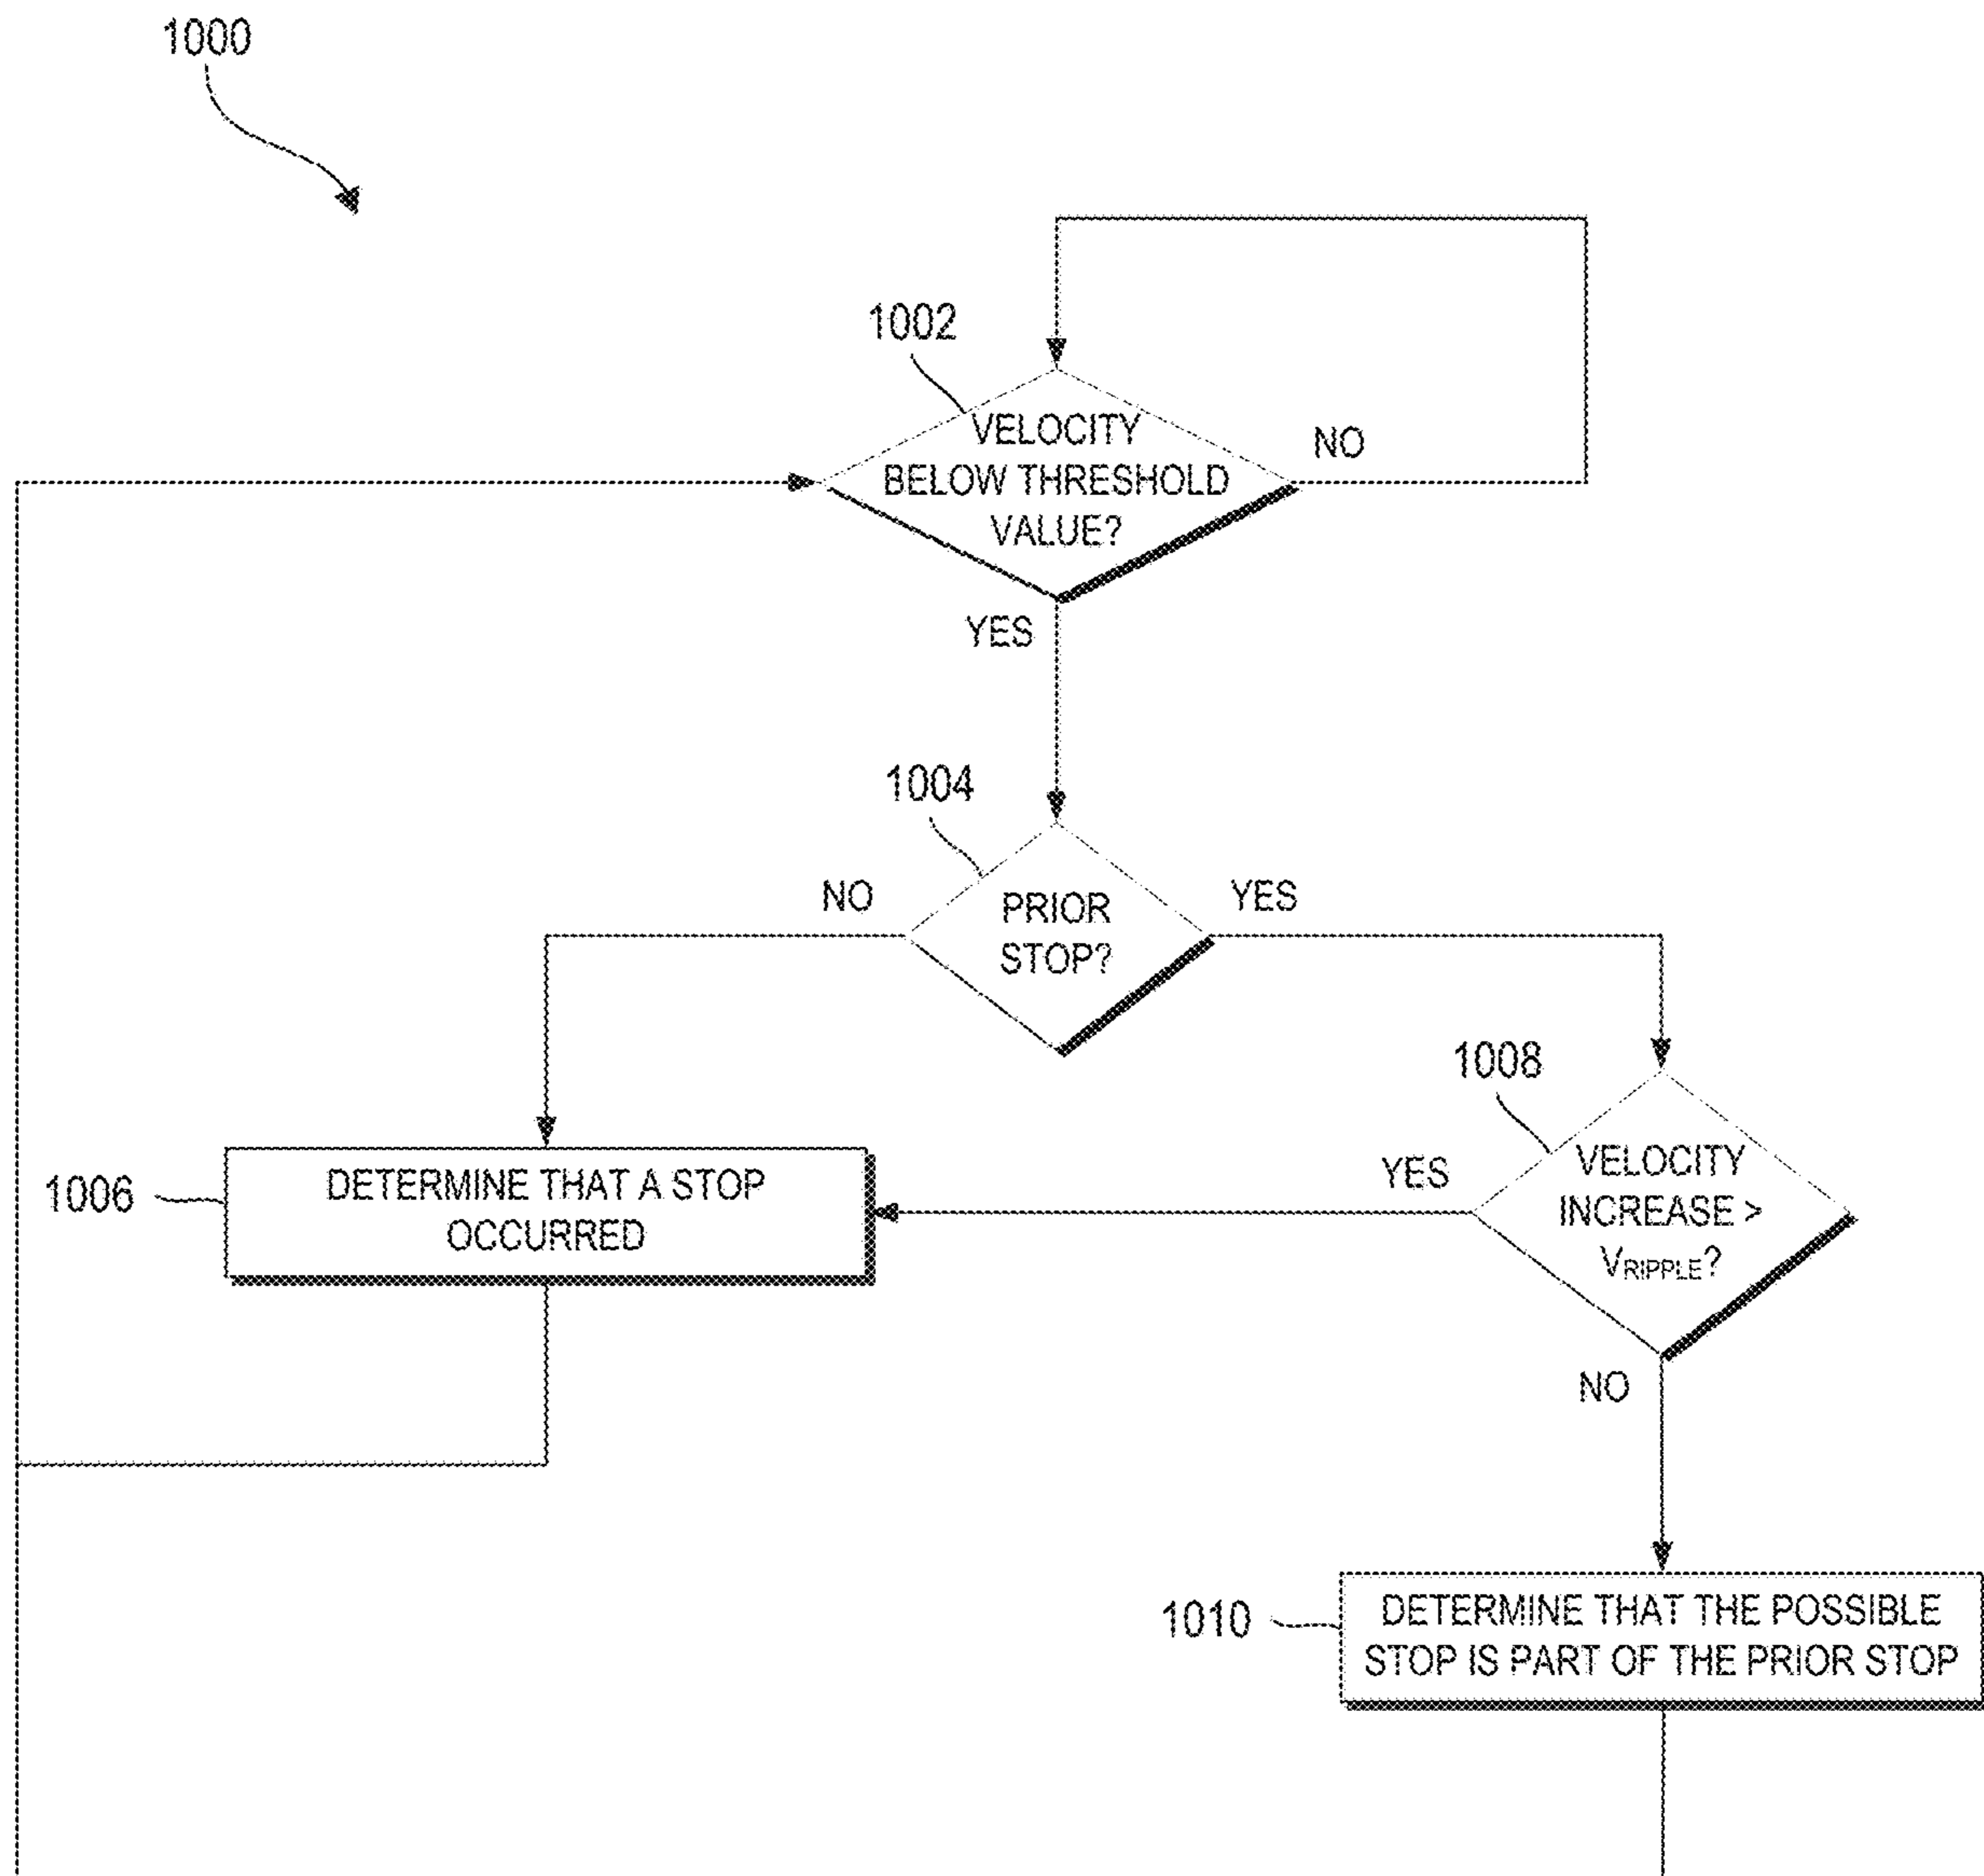 1000
1002
VELOCITY
BELOW THRESHOLD
VALUE?
NO
YES
1004
NO
PRIOR
STOP?
YES
1008
YES
VELOCITY
INCREASE >
VRIPPLE?
NO
1006
DETERMINE THAT A STOP
OCCURRED
1010
DETERMINE THAT THE POSSIBLE
STOP IS PART OF THE PRIOR STOP